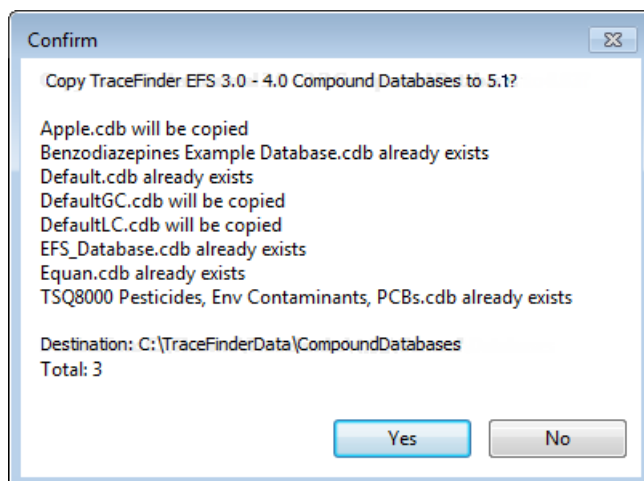 Confirm
Copy TraceFinder EFS 3.0 - 4.0 Compound Databases to 5.1?
Apple.cdb will be copied
Benzodiazepines Example Database.cdb already exists
Default.cdb already exists
DefaultGC.cdb will be copied
DefaultLC.cdb will be copied
EFS_Database.cdb already exists
Equan.cdb already exists
TSQ8000 Pesticides, Env Contaminants, PCBs.cdb already exists
Destination: C:\TraceFinderData\CompoundDatabases
Total: 3
Yes No